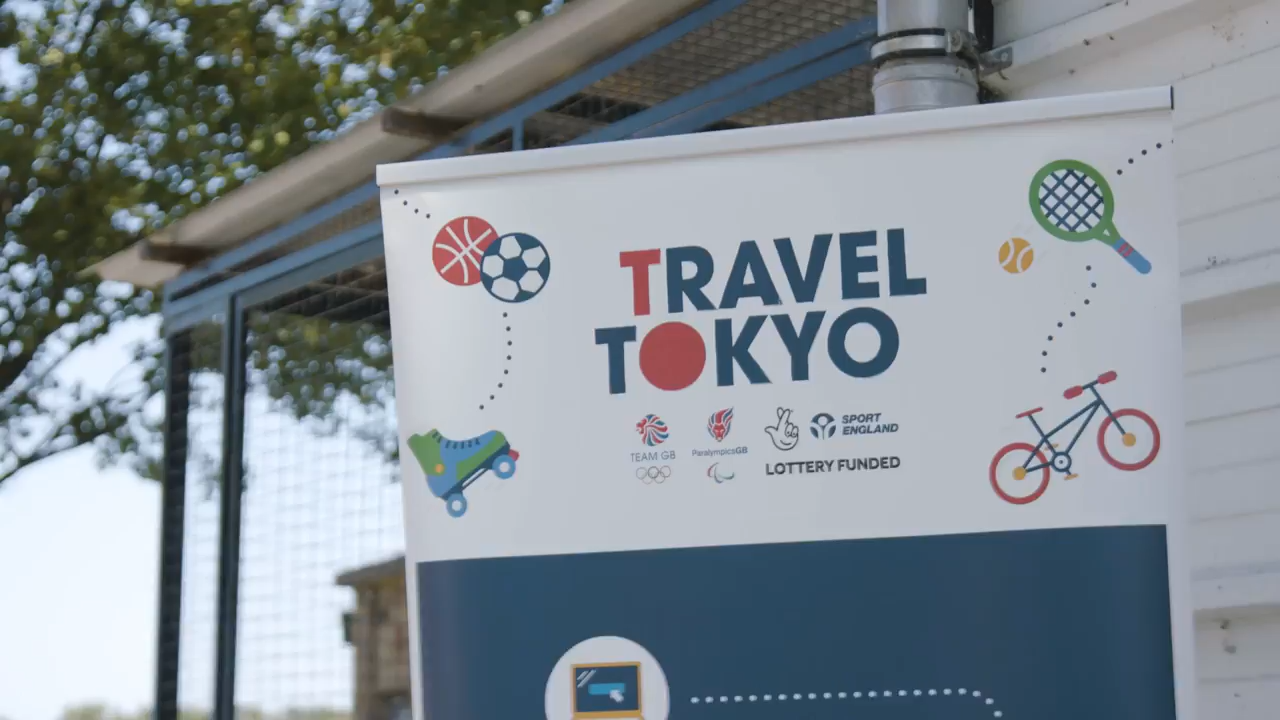 TRAVEL
TOKYO
TEAM GB
ParalympicsGB
SPORT
ENGLAND
LOTTERY FUNDED